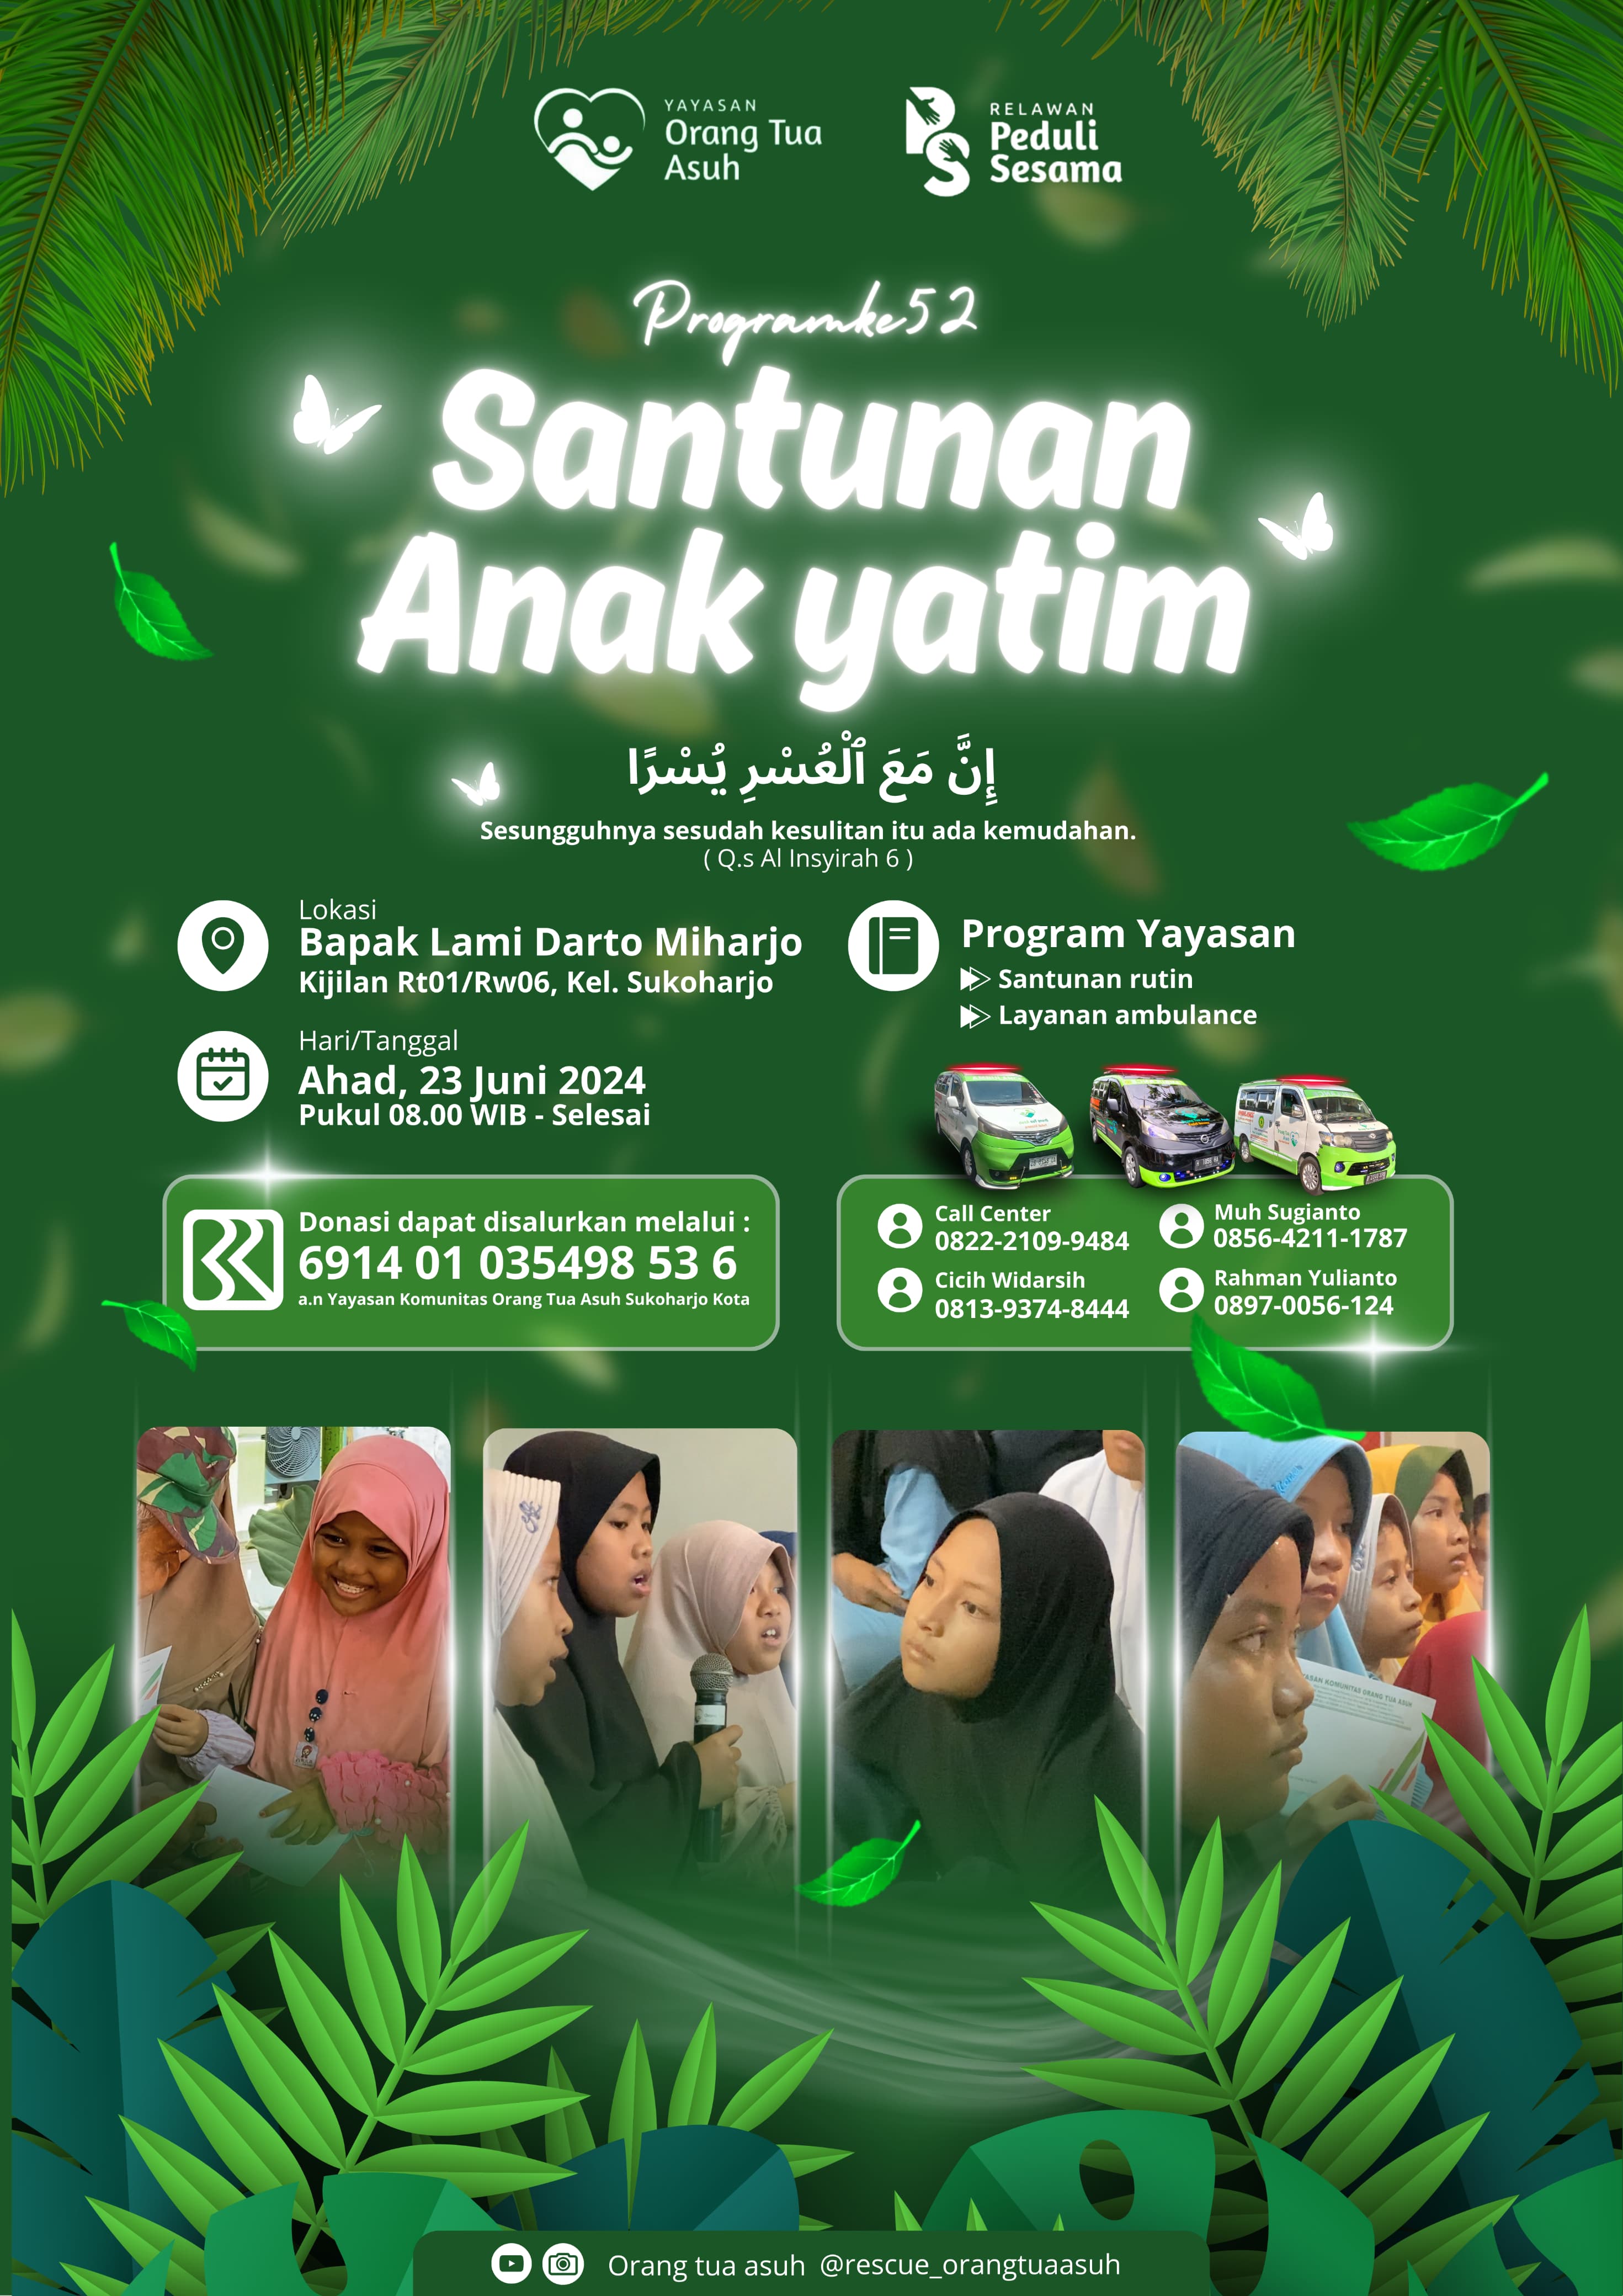 YAYASAN
Orang Tua
Asuh
RELAWAN
Peduli
Sesama
Programke52
Santunan
Anak yatim
إِنَّ مَعَ ٱلْعُسْرِ يُسْرًا
Sesungguhnya sesudah kesulitan itu ada kemudahan.
( Q.s Al Insyirah 6 )
Lokasi
Bapak Lami Darto Miharjo
Kijilan Rt01/Rw06, Kel. Sukoharjo
Hari/Tanggal
Ahad, 23 Juni 2024
Pukul 08.00 WIB - Selesai
Program Yayasan
Santunan rutin
Layanan ambulance
Donasi dapat disalurkan melalui :
6914 01 035498 53 6
a.n Yayasan Komunitas Orang Tua Asuh Sukoharjo Kota
Call Center
0822-2109-9484
Muh Sugianto
0856-4211-1787
Cicih Widarsih
0813-9374-8444
Rahman Yulianto
0897-0056-124
KOMUNITAS ORANG TUA ASUH
Orang tua asuh @rescue_orangtuaasuh